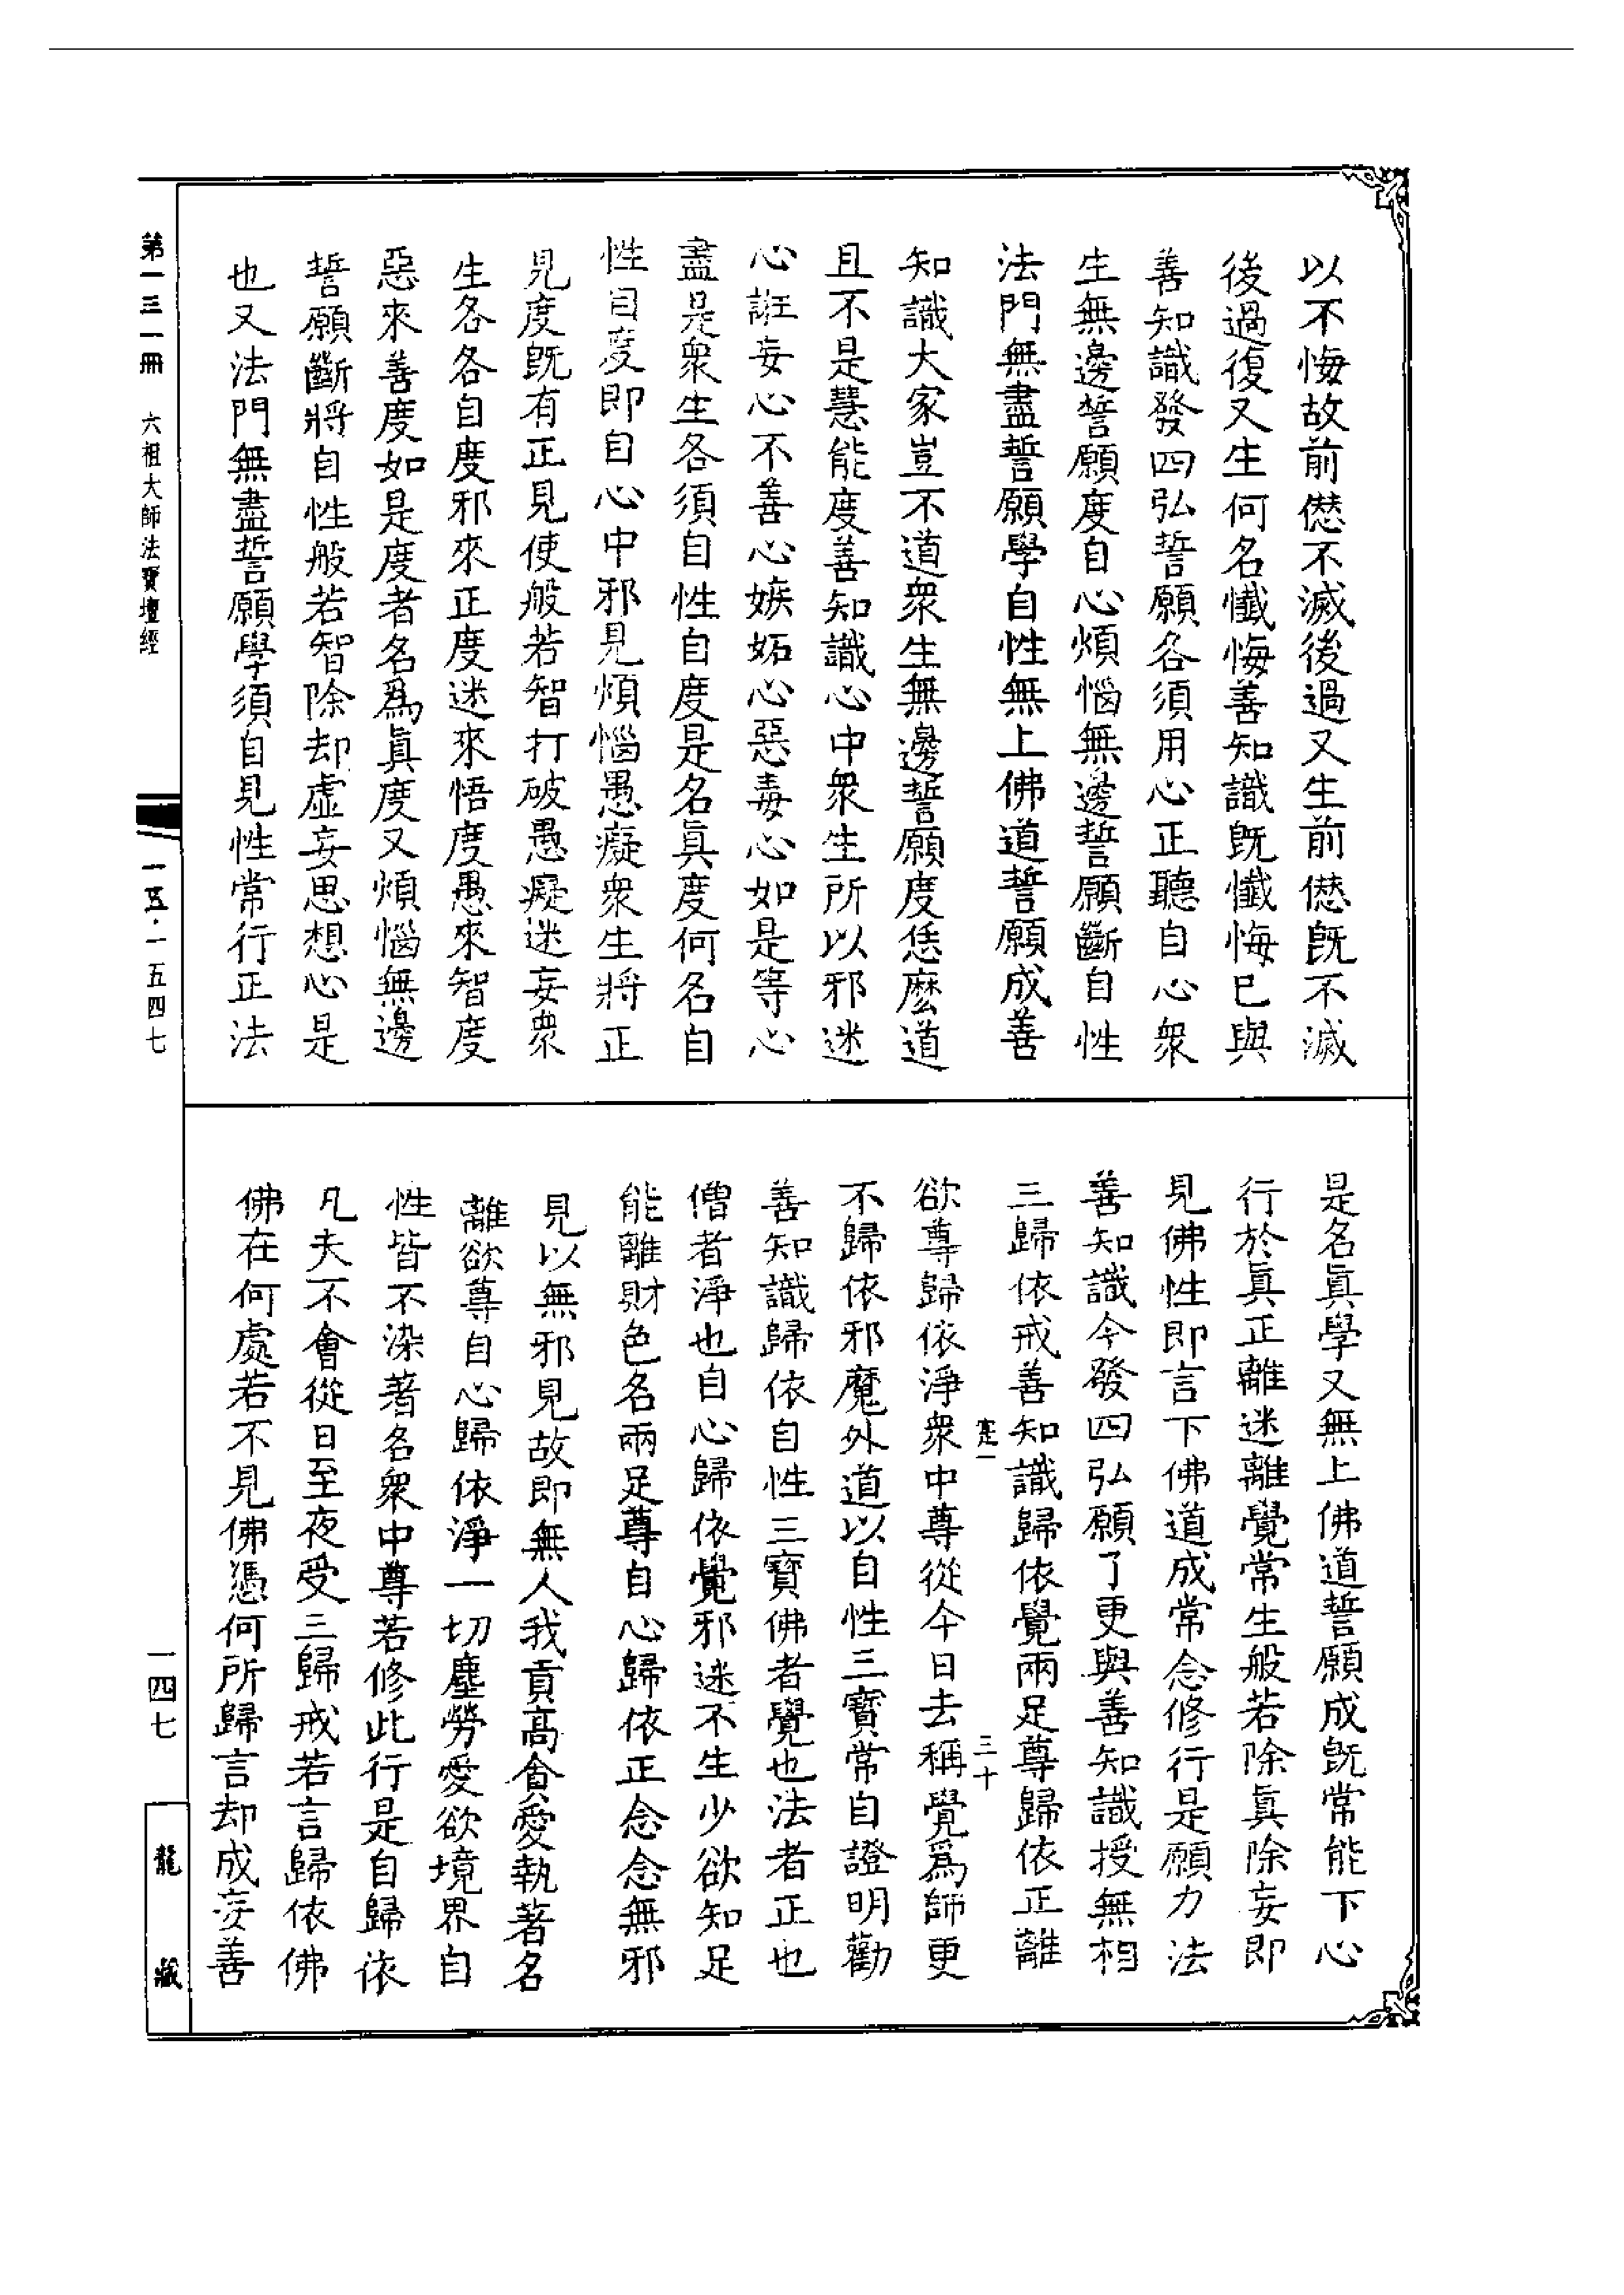 以不悔故前愆不滅後過又生前愆既不滅
後過復又生何名懺悔善知識既懺悔已與
善知識發四弘誓願各須用心正聽自心衆
生無邊誓願度自心煩惱無邊誓願斷自性
法門無盡誓願學自性無上佛道誓願成善
知識大家豈不道衆生無邊誓願度恁麼道
且不是慧能度善知識心中衆生所以邪迷
心誑妄心不善心嫉妬心惡毒心如是等心
盡是衆生各須自性自度是名眞度何名自
性自度即自心中邪見煩惱愚癡衆生將正
見度既有正見使般若智打破愚癡迷妄衆
生各各自度邪來正度迷來悟度愚來智度
惡來善度如是度者名爲眞度又煩惱無邊
誓願斷將自性般若智除却虛妄思想心是
也又法門無盡誓願學須自見性常行正法
是名眞學又無上佛道誓願成既常能下心
行於眞正離迷離覺常生般若除眞除妄即
見佛性即言下佛道成常念修行是願力法
善知識今發四弘願了更與善知識授無相
三歸依戒善知識歸依覺兩足尊歸依正離
三十
欲尊歸依淨衆中尊從今日去稱覺爲師更
不歸依邪魔外道以自性三寶常自證明勸
善知識歸依自性三寶佛者覺也法者正也
僧者淨也自心歸依覺邪迷不生少欲知足
能離財色名兩足尊自心歸依正念念無邪
見以無邪見故即無人我貢高貪愛執著名
離欲尊自心歸依淨一切塵勞愛欲境界自
性皆不染著名衆中尊若修此行是自歸依
凡夫不會從日至夜受三歸戒若言歸依佛
佛在何處若不見佛憑何所歸言却成妄善
第一三一冊 六祖大師法寶壇經
一五·一五四七
一四七
龍藏